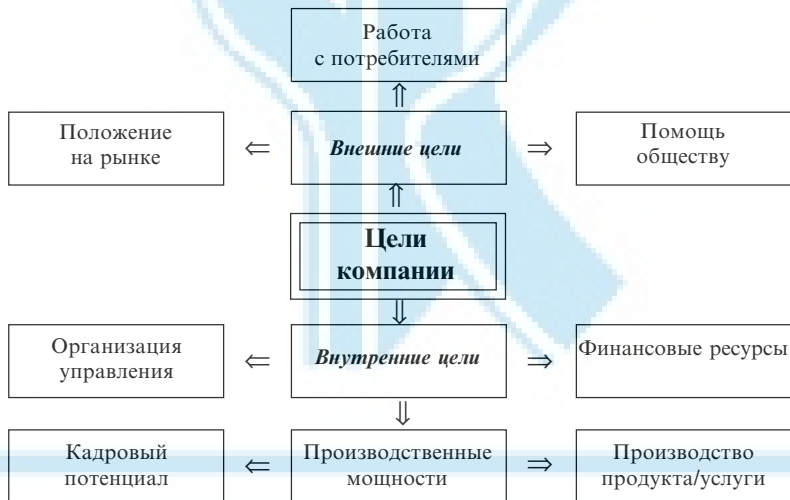 Работа
с потребителями
Положение
на рынке
Внешние цели
Помощь
обществу
Цели
компании
Организация
управления
Внутренние цели
Финансовые ресурсы
Кадровый
потенциал
Производственные
мощности
Производство
продукта/услуги